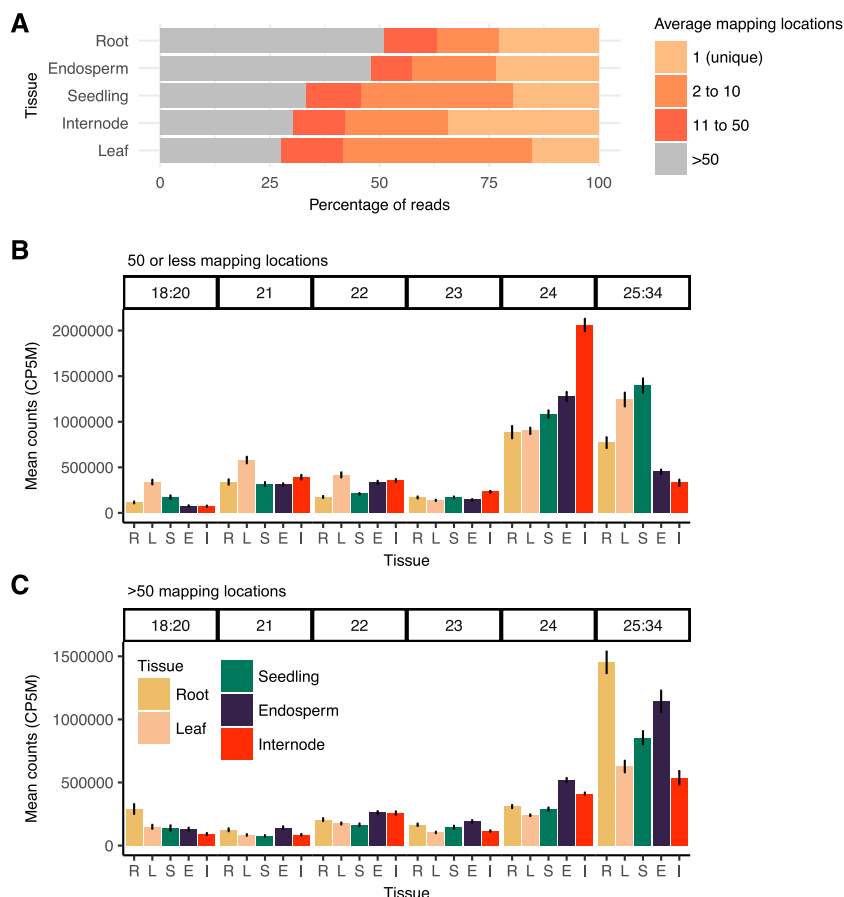 A
Average mapping locations
Tissue
Root
Endosperm
Seedling
Internode
Leaf
1 (unique)
2 to 10
11 to 50
>50
0 25 50 75 100
Percentage of reads
B
50 or less mapping locations
18:20 21 22 23 24 25:34
Mean counts (CP5M)
2000000
1500000
1000000
500000
0
R L S E I R L S E I R L S E I R L S E I R L S E I R L S E I
Tissue
C
>50 mapping locations
18:20 21 22 23 24 25:34
Mean counts (CP5M)
1500000
1000000
500000
0
Tissue
Root
Leaf
Seedling
Endosperm
Internode
R L S E I R L S E I R L S E I R L S E I R L S E I R L S E I
Tissue